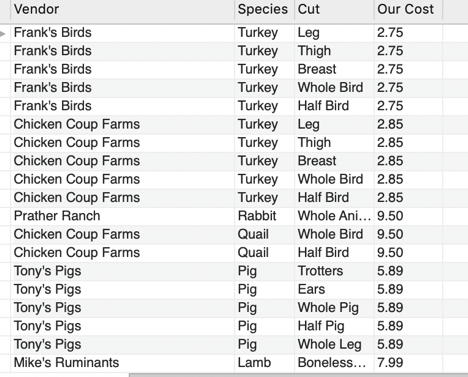 Vendor Species Cut Our Cost
Frank's Birds Turkey Leg 2.75
Frank's Birds Turkey Thigh 2.75
Frank's Birds Turkey Breast 2.75
Frank's Birds Turkey Whole Bird 2.75
Frank's Birds Turkey Half Bird 2.75
Chicken Coup Farms Turkey Leg 2.85
Chicken Coup Farms Turkey Thigh 2.85
Chicken Coup Farms Turkey Breast 2.85
Chicken Coup Farms Turkey Whole Bird 2.85
Chicken Coup Farms Turkey Half Bird 2.85
Prather Ranch Rabbit Whole Ani... 9.50
Chicken Coup Farms Quail Whole Bird 9.50
Chicken Coup Farms Quail Half Bird 9.50
Tony's Pigs Pig Trotters 5.89
Tony's Pigs Pig Ears 5.89
Tony's Pigs Pig Whole Pig 5.89
Tony's Pigs Pig Half Pig 5.89
Tony's Pigs Pig Whole Leg 5.89
Mike's Ruminants Lamb Boneless... 7.99